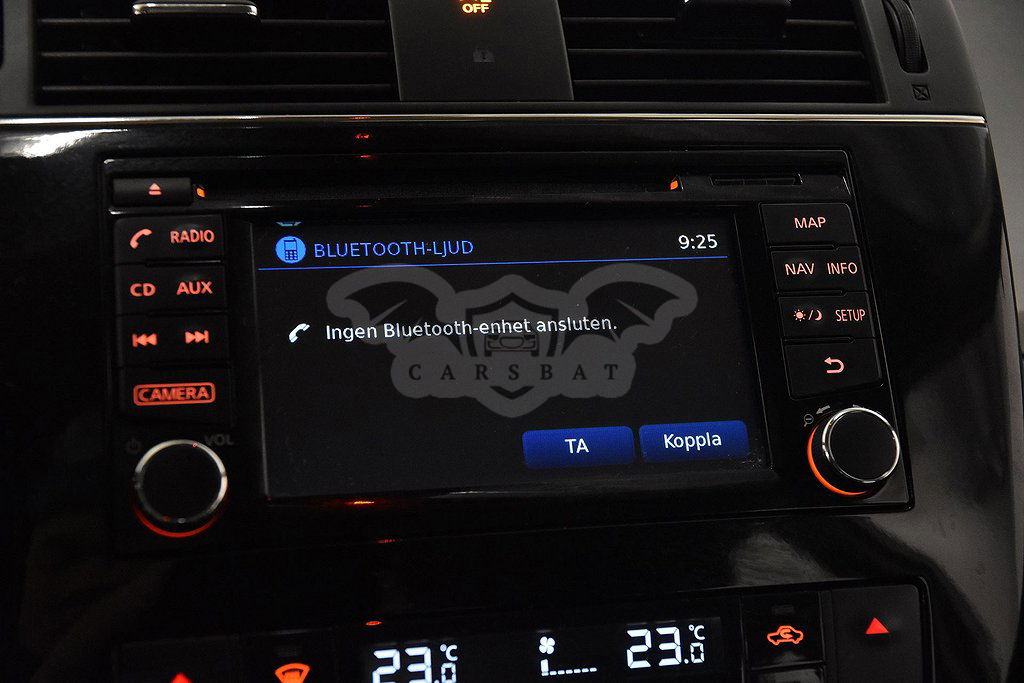 OFF
RADIO
MAP
BLUETOOTH-LJUD
9:25
NAV INFO
CD AUX
SETUP
Ingen Bluetooth-enhet ansluten.
CARSBAT
CAMERA
VOL
TA
Koppla
23.0 °C
23.0 °C